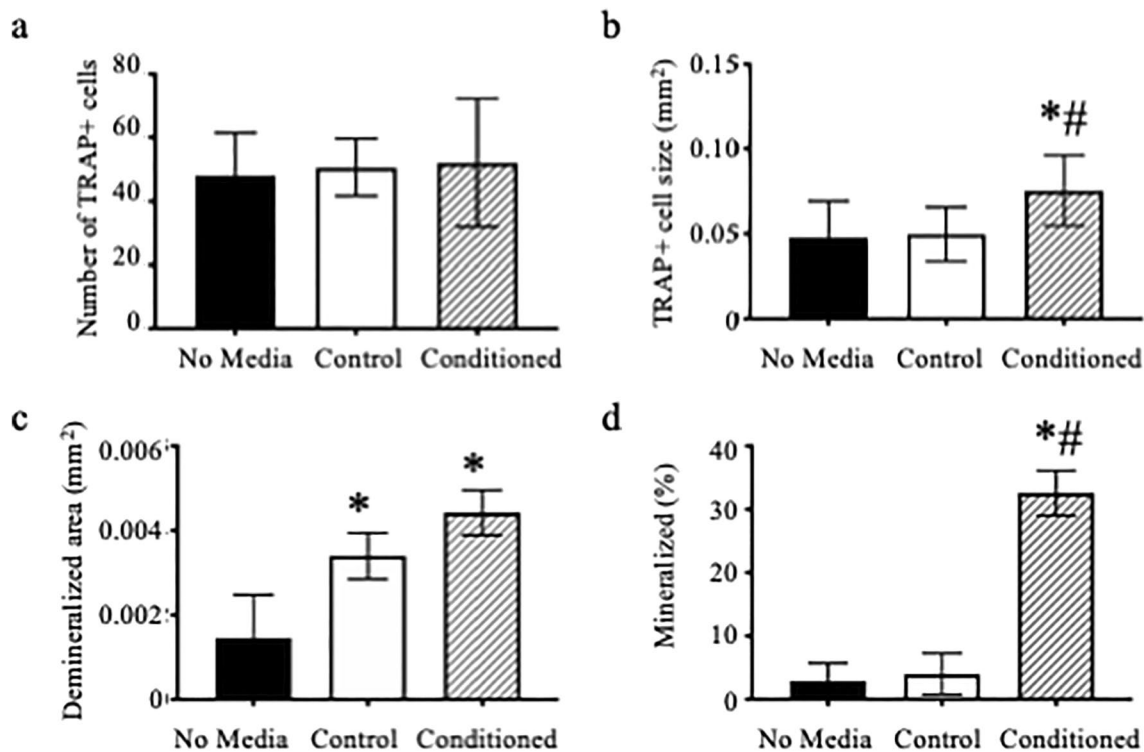 a
Number of TRAP+ cells
80
60
40
20
0
No Media Control Conditioned
b
TRAP+ cell size (mm²)
0.15
0.10
0.05
0
*#
No Media Control Conditioned
c
Demineralized area (mm²)
0.006
0.004
0.002
0
*
*
No Media Control Conditioned
d
Mineralized (%)
40
30
20
10
0
*#
No Media Control Conditioned